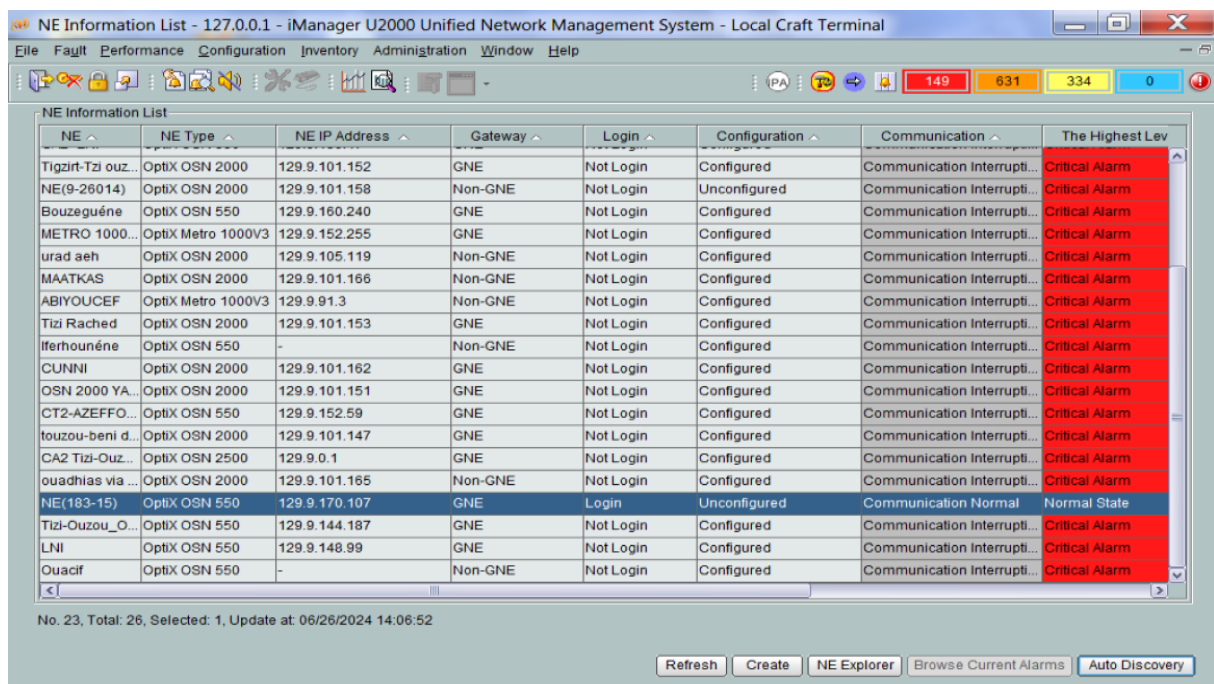 NE Information List - 127.0.0.1 - iManager U2000 Unified Network Management System - Local Craft Terminal
File Fault Performance Configuration Inventory Administration Window Help
149 631 334 0
NE Information List
NE NE Type NE IP Address Gateway Login Configuration Communication The Highest Lev
Tigzirt-Tzi ouz... OptiX OSN 2000 129.9.101.152 GNE Not Login Configured Communication Interrupti... Critical Alarm
NE(9-26014) OptiX OSN 2000 129.9.101.158 Non-GNE Not Login Unconfigured Communication Interrupti... Critical Alarm
Bouzeguéne OptiX OSN 550 129.9.160.240 GNE Not Login Configured Communication Interrupti... Critical Alarm
METRO 1000... OptiX Metro 1000V3 129.9.152.255 GNE Not Login Configured Communication Interrupti... Critical Alarm
urad aeh OptiX OSN 2000 129.9.105.119 Non-GNE Not Login Configured Communication Interrupti... Critical Alarm
MAATKAS OptiX OSN 2000 129.9.101.166 Non-GNE Not Login Configured Communication Interrupti... Critical Alarm
ABIYOUCEF OptiX Metro 1000V3 129.9.91.3 Non-GNE Not Login Configured Communication Interrupti... Critical Alarm
Tizi Rached OptiX OSN 2000 129.9.101.153 GNE Not Login Configured Communication Interrupti... Critical Alarm
Iferhounéne OptiX OSN 550 - Non-GNE Not Login Configured Communication Interrupti... Critical Alarm
CUNNI OptiX OSN 2000 129.9.101.162 GNE Not Login Configured Communication Interrupti... Critical Alarm
OSN 2000 YA... OptiX OSN 2000 129.9.101.151 GNE Not Login Configured Communication Interrupti... Critical Alarm
CT2-AZEFFO... OptiX OSN 550 129.9.152.59 GNE Not Login Configured Communication Interrupti... Critical Alarm
touzou-beni d... OptiX OSN 2000 129.9.101.147 GNE Not Login Configured Communication Interrupti... Critical Alarm
CA2 Tizi-Ouz... OptiX OSN 2500 129.9.0.1 GNE Not Login Configured Communication Interrupti... Critical Alarm
ouadhias via ... OptiX OSN 2000 129.9.101.165 Non-GNE Not Login Configured Communication Interrupti... Critical Alarm
NE(183-15) OptiX OSN 550 129.9.170.107 GNE Login Unconfigured Communication Normal Normal State
Tizi-Ouzou_O... OptiX OSN 550 129.9.144.187 GNE Not Login Configured Communication Interrupti... Critical Alarm
LNI OptiX OSN 550 129.9.148.99 GNE Not Login Configured Communication Interrupti... Critical Alarm
Ouacif OptiX OSN 550 - Non-GNE Not Login Configured Communication Interrupti... Critical Alarm
No. 23, Total: 26, Selected: 1, Update at: 06/26/2024 14:06:52
Refresh Create NE Explorer Browse Current Alarms Auto Discovery